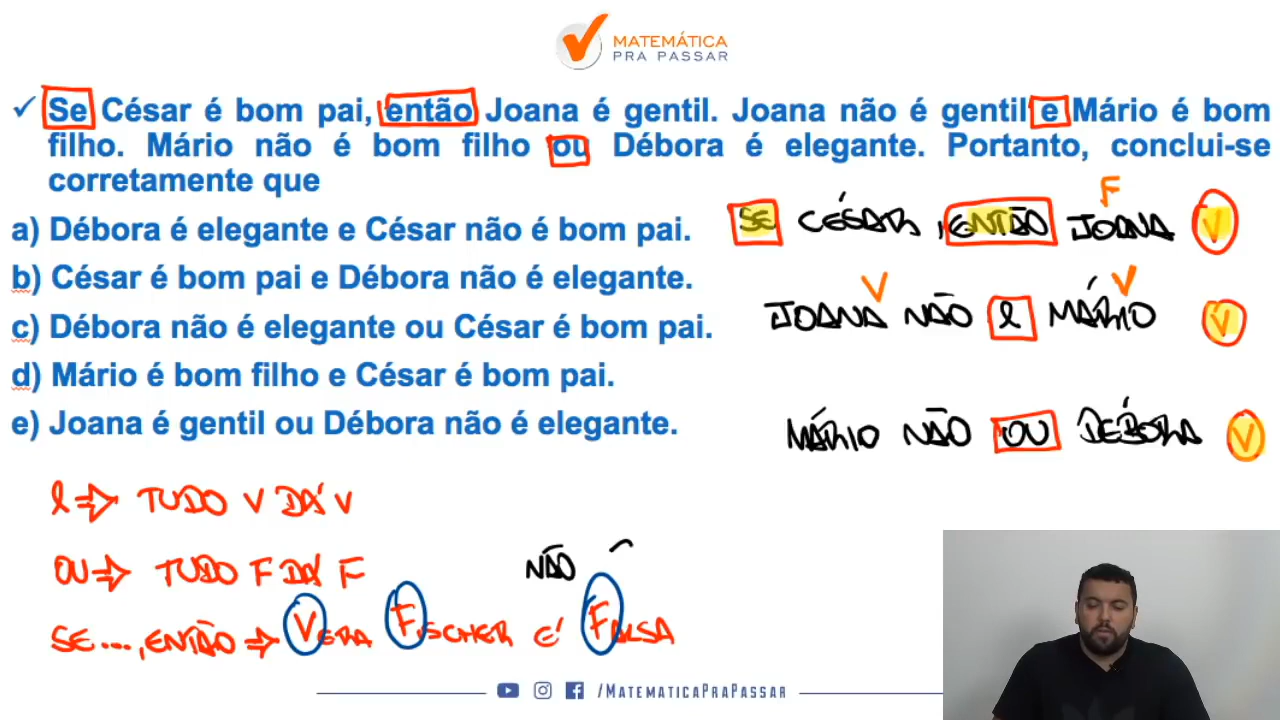 MATEMÁTICA
PRA PASSAR
✓ Se César é bom pai, então Joana é gentil. Joana não é gentil e Mário é bom
filho. Mário não é bom filho ou Débora é elegante. Portanto, conclui-se
corretamente que
a) Débora é elegante e César não é bom pai.
b) César é bom pai e Débora não é elegante.
c) Débora não é elegante ou César é bom pai.
d) Mário é bom filho e César é bom pai.
e) Joana é gentil ou Débora não é elegante.
F
SE CÉSAR, ENTÃO JOANA V
V V
JOANA NÃO e MÁRIO V
MÁRIO NÃO OU DÉBORA V
e ⇒ TUDO V DÁ V
OU ⇒ TUDO F DÁ F
NÃO
SE ..., ENTÃO ⇒ VERA FISCHER É FALSA
/MATEMATICAPRAPASSAR